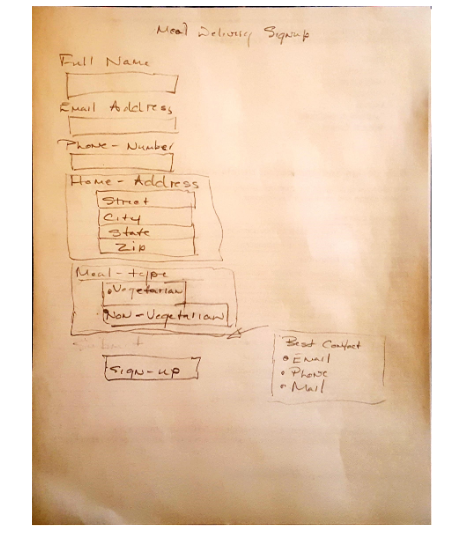 Meal Delivery Signup
Full Name
Email Address
Phone - Number
Home - Address
Street
City
State
Zip
Meal - type
Vegetarian
Non - Vegetarian
Submit
Sign-up
Best Contact
Email
Phone
Mail